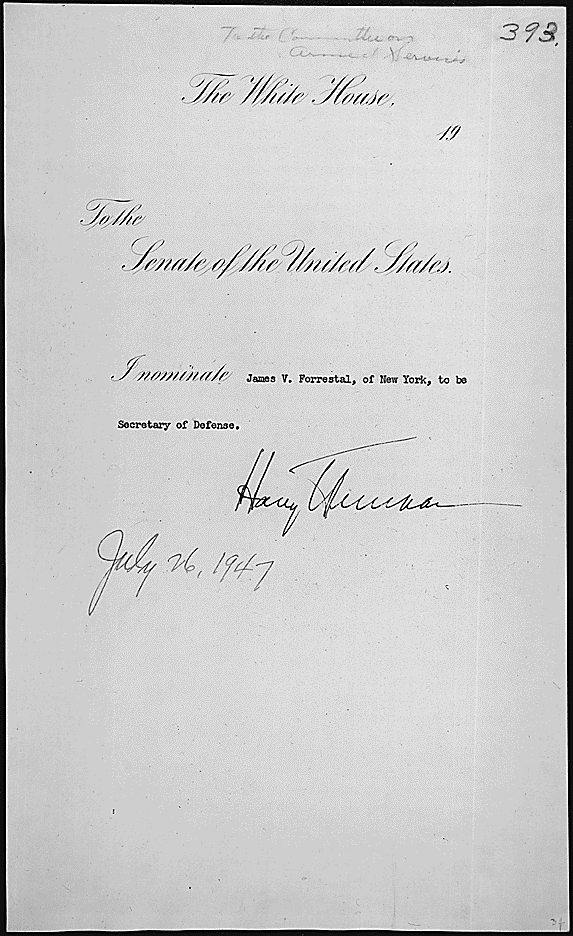 393.
To the Committee on
Armed Services
The White House,
19
To the
Senate of the United States.
I nominate James V. Forrestal, of New York, to be
Secretary of Defense.
Harry Truman
July 26, 1947